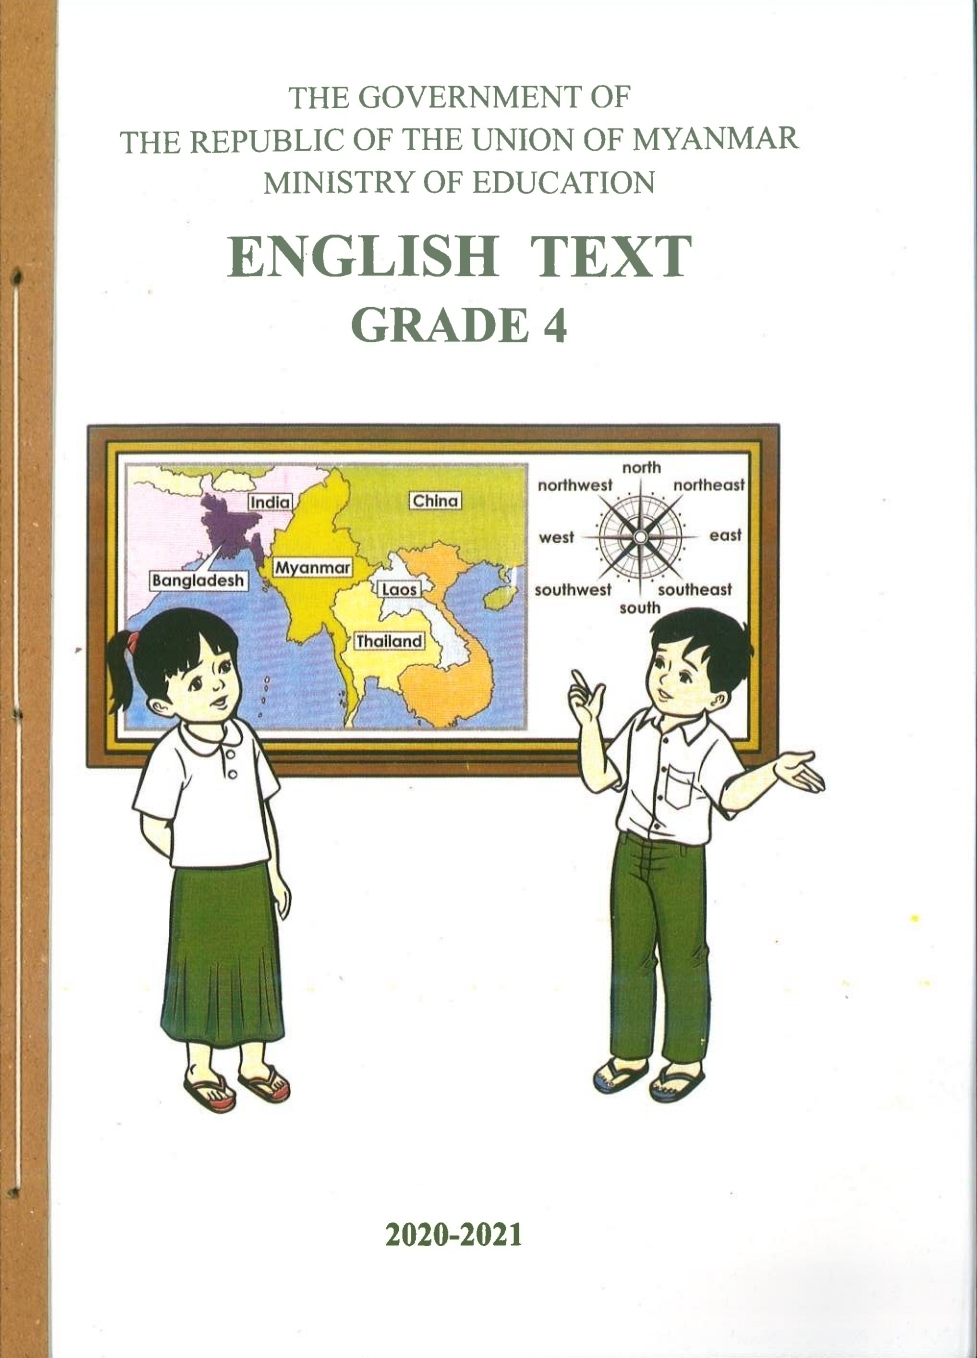 THE GOVERNMENT OF
THE REPUBLIC OF THE UNION OF MYANMAR
MINISTRY OF EDUCATION
ENGLISH TEXT
GRADE 4
India
China
Myanmar
Bangladesh
Laos
Thailand
north
northwest
northeast
west
east
southwest
southeast
south
2020-2021